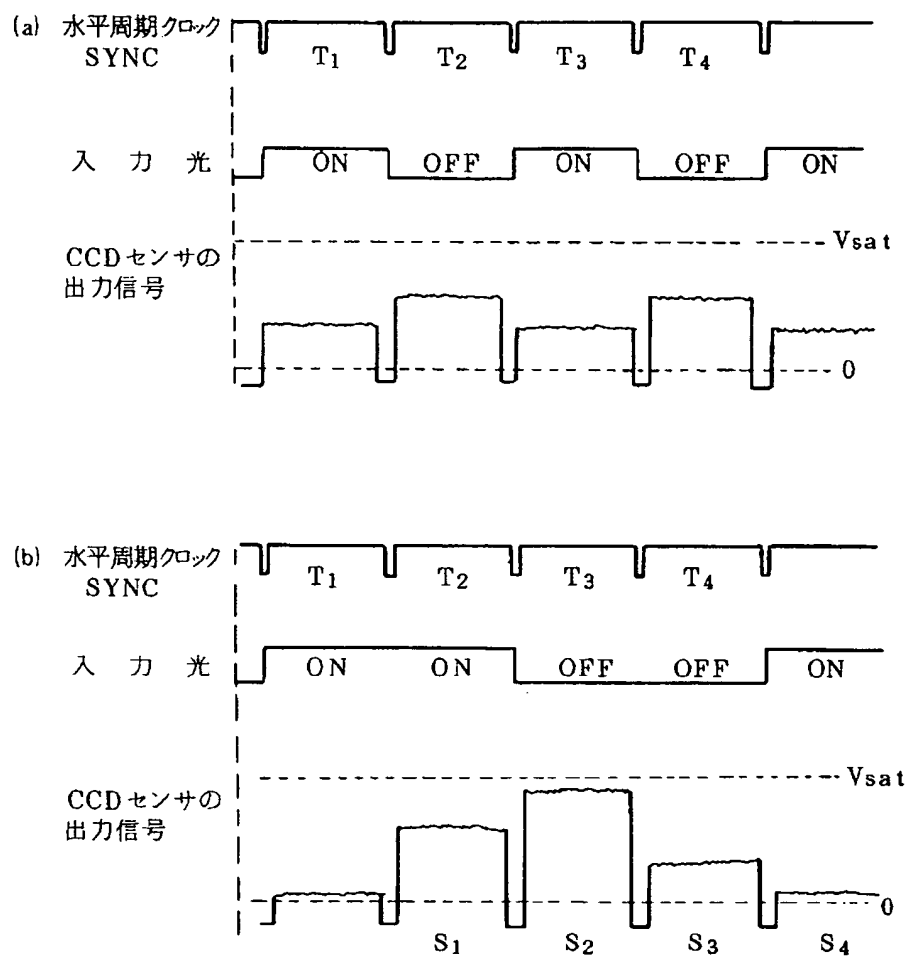 (a) 水平周期クロック
SYNC
T1 T2 T3 T4
入力光
ON OFF ON OFF ON
Vsat
CCDセンサの
出力信号
0
(b) 水平周期クロック
SYNC
T1 T2 T3 T4
入力光
ON ON OFF OFF ON
Vsat
CCDセンサの
出力信号
0
S1 S2 S3 S4